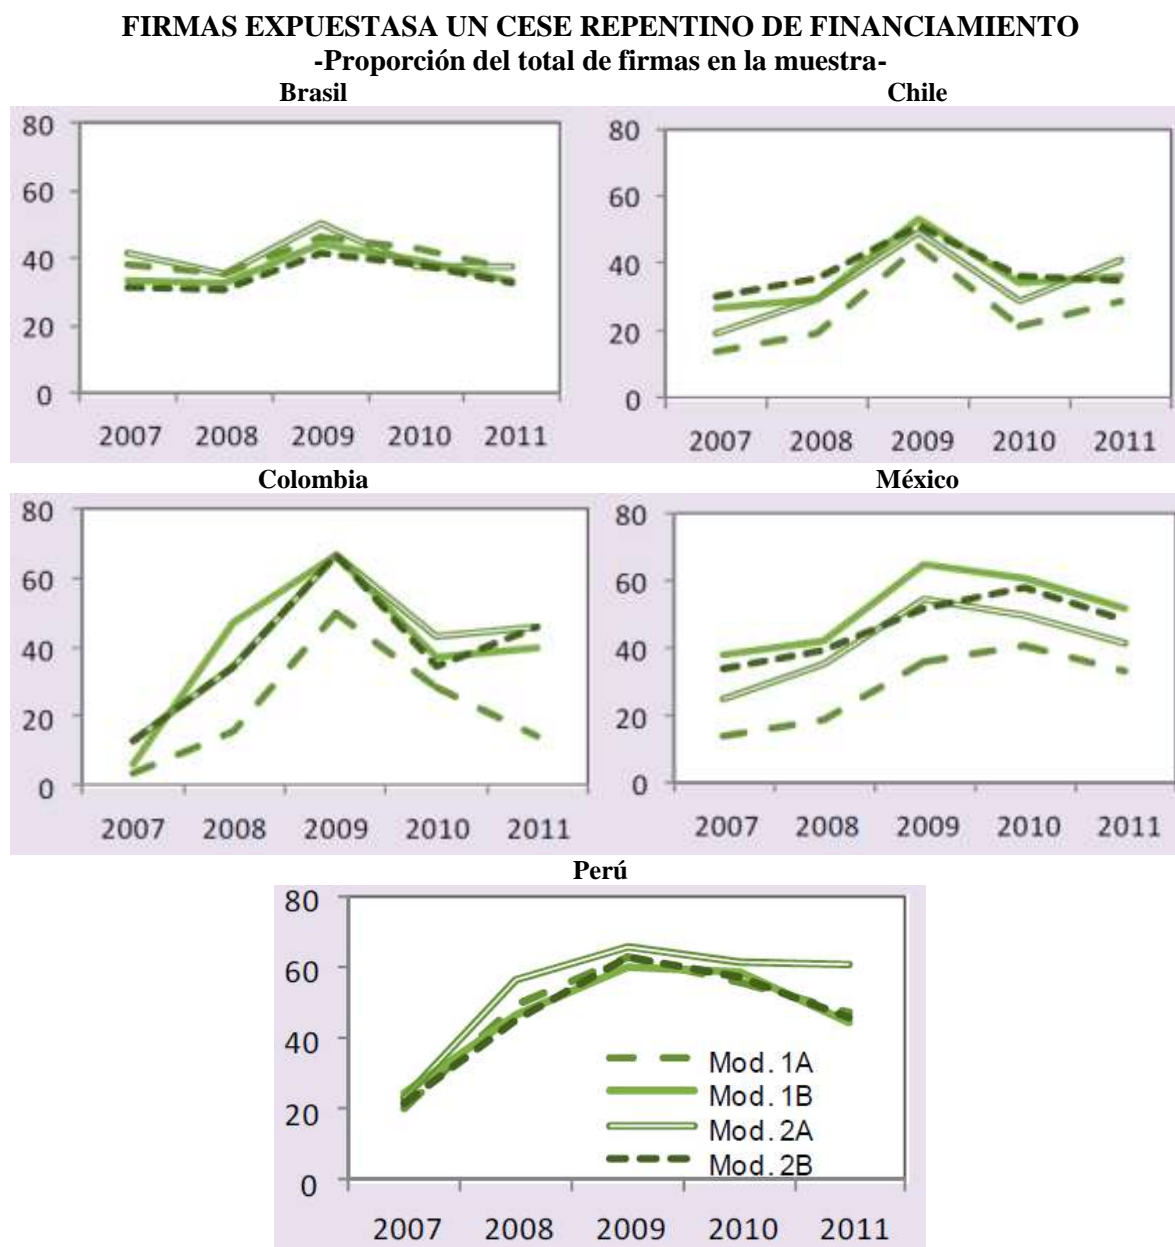 FIRMAS EXPUESTASA UN CESE REPENTINO DE FINANCIAMIENTO
-Proporción del total de firmas en la muestra-
Brasil
80
60
40
20
0
2007 2008 2009 2010 2011
Chile
80
60
40
20
0
2007 2008 2009 2010 2011
Colombia
80
60
40
20
0
2007 2008 2009 2010 2011
México
80
60
40
20
0
2007 2008 2009 2010 2011
Perú
80
60
40
20
0
Mod. 1A
Mod. 1B
Mod. 2A
Mod. 2B
2007 2008 2009 2010 2011